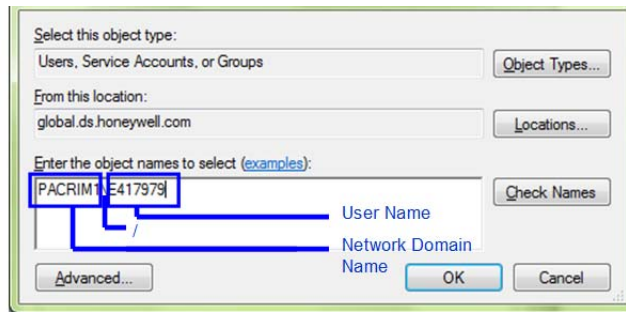 Select this object type:
Users, Service Accounts, or Groups
Object Types...
From this location:
global.ds.honeywell.com
Locations...
Enter the object names to select (examples):
PACRIM1\E417979
Check Names
User Name
/
Network Domain
Name
Advanced...
OK
Cancel